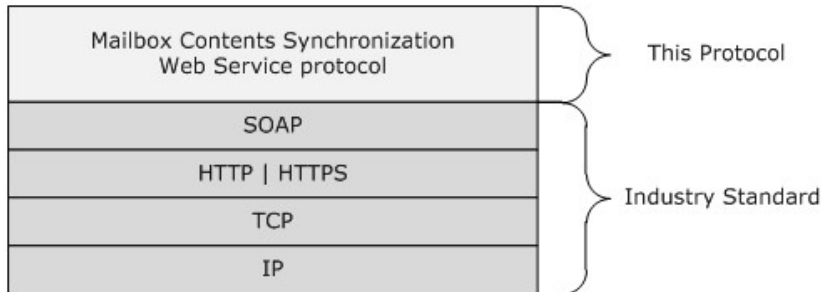 Mailbox Contents Synchronization
Web Service protocol
This Protocol
SOAP
HTTP | HTTPS
TCP
IP
Industry Standard